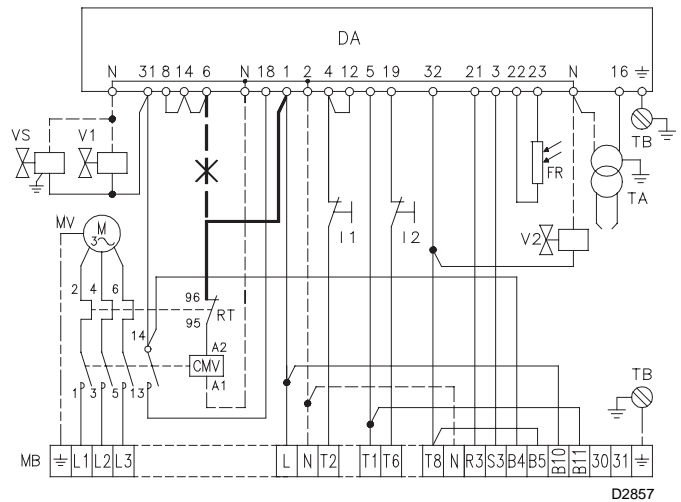 DA
N 31 8 14 6 N 18 1 2 4 12 5 19 32 21 3 22 23 N 16
VS V1
TB
FR
TA
MV
M
3
I1 I2
V2
2 4 6
96
RT
95
14
A2
CMV
A1
1 3 5 13
TB
MB L1 L2 L3 L N T2 T1 T6 T8 N R3 S3 B4 B5 B10 B11 30 31
D2857